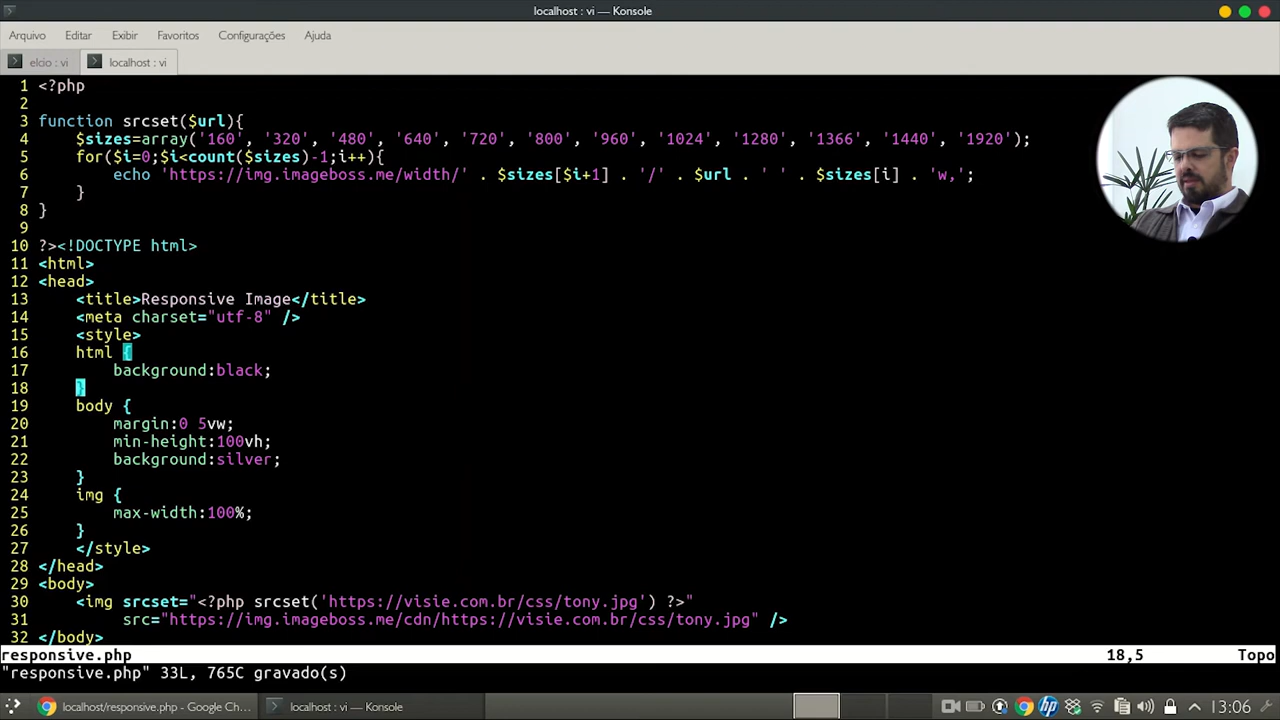 localhost : vi — Konsole
Arquivo Editar Exibir Favoritos Configurações Ajuda
elcio : vi localhost : vi
1 <?php
2
3 function srcset($url){
4 $sizes=array('160', '320', '480', '640', '720', '800', '960', '1024', '1280', '1366', '1440', '1920');
5 for($i=0;$i<count($sizes)-1;i++){
6 echo 'https://img.imageboss.me/width/' . $sizes[$i+1] . '/' . $url . ' ' . $sizes[i] . 'w,';
7 }
8 }
9
10 ?><!DOCTYPE html>
11 <html>
12 <head>
13 <title>Responsive Image</title>
14 <meta charset="utf-8" />
15 <style>
16 html {
17 background:black;
18 }
19 body {
20 margin:0 5vw;
21 min-height:100vh;
22 background:silver;
23 }
24 img {
25 max-width:100%;
26 }
27 </style>
28 </head>
29 <body>
30 <img srcset="<?php srcset('https://visie.com.br/css/tony.jpg') ?>"
31 src="https://img.imageboss.me/cdn/https://visie.com.br/css/tony.jpg" />
32 </body>
responsive.php 18,5 Topo
"responsive.php" 33L, 765C gravado(s)
localhost/responsive.php - Google Ch... localhost : vi — Konsole 13:06